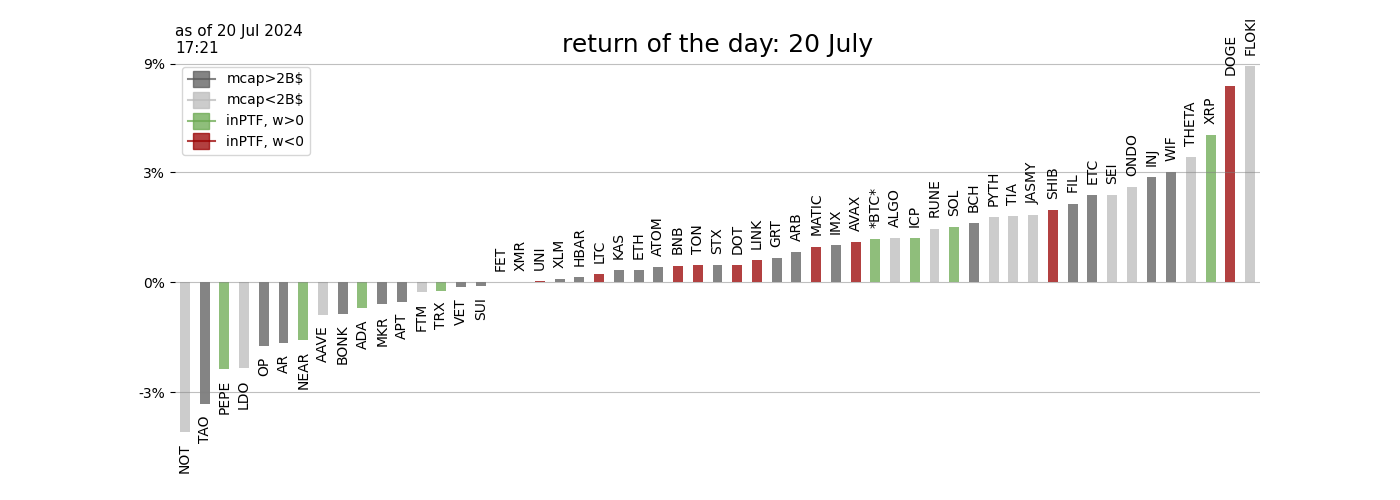 as of 20 Jul 2024
17:21
return of the day: 20 July
9%
3%
0%
-3%
mcap>2B$
mcap<2B$
inPTF, w>0
inPTF, w<0
NOT
TAO
PEPE
LDO
OP
AR
NEAR
AAVE
BONK
ADA
MKR
APT
FTM
TRX
VET
SUI
FET
XMR
UNI
XLM
HBAR
LTC
KAS
ETH
ATOM
BNB
TON
STX
DOT
LINK
GRT
ARB
MATIC
IMX
AVAX
*BTC*
ALGO
ICP
RUNE
SOL
BCH
PYTH
TIA
JASMY
SHIB
FIL
ETC
SEI
ONDO
INJ
WIF
THETA
XRP
DOGE
FLOKI